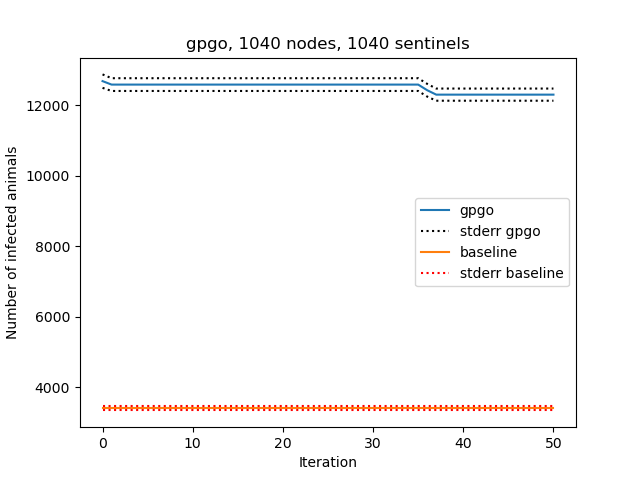 gpgo, 1040 nodes, 1040 sentinels
Number of infected animals
12000
10000
8000
6000
4000
gpgo
stderr gpgo
baseline
stderr baseline
0 10 20 30 40 50
Iteration